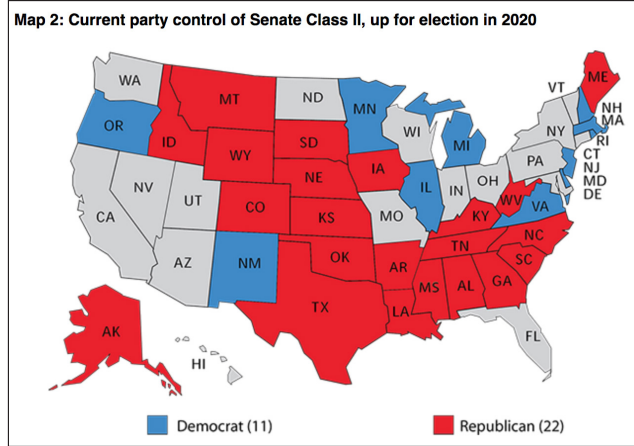 Map 2: Current party control of Senate Class II, up for election in 2020
WA
MT
ND
MN
VT
ME
OR
ID
SD
WI
MI
NH
MA
NY
RI
WY
CT
NJ
MD
DE
PA
IA
NE
NV
UT
CO
IL
IN
OH
WV
VA
CA
KS
MO
KY
NC
TN
AZ
NM
OK
AR
SC
MS
AL
GA
TX
LA
AK
HI
FL
Democrat (11)
Republican (22)